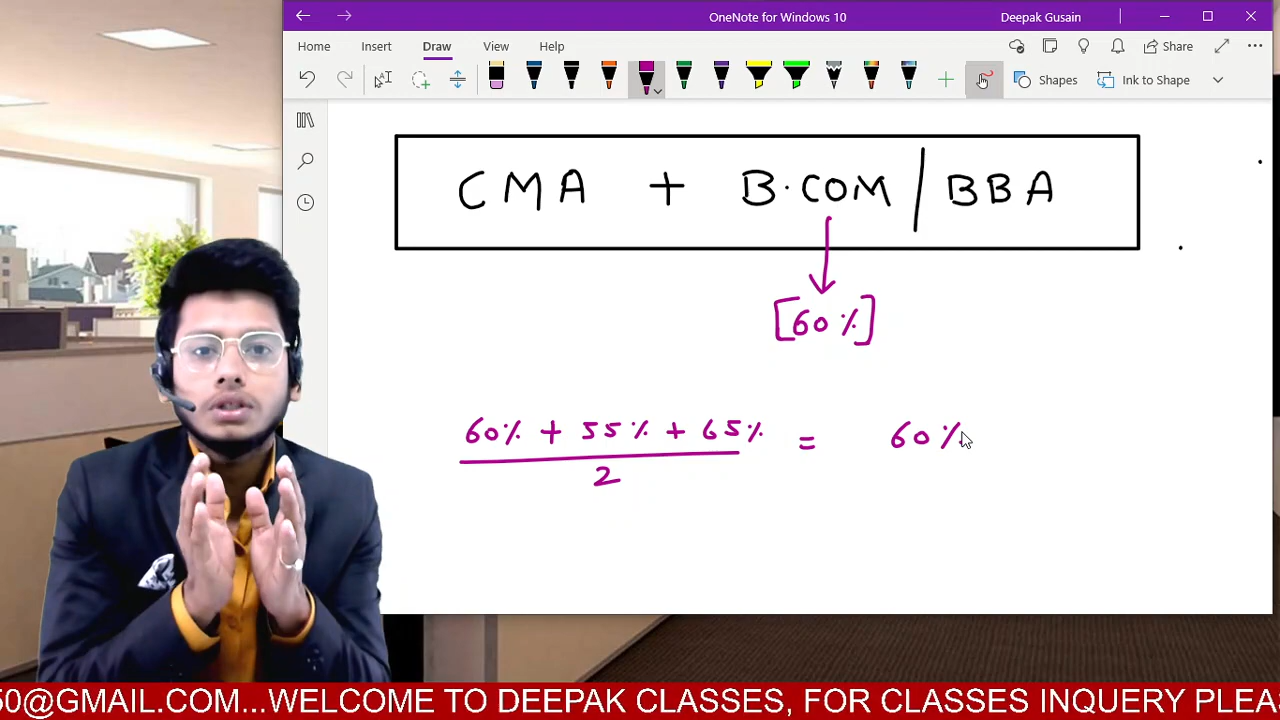 OneNote for Windows 10
Deepak Gusain
Home Insert Draw View Help
Share
Shapes
Ink to Shape
CMA + B.COM / BBA
[60%]
60% + 55% + 65% = 60%
2
50@GMAIL.COM...WELCOME TO DEEPAK CLASSES, FOR CLASSES INQUERY PLEAS